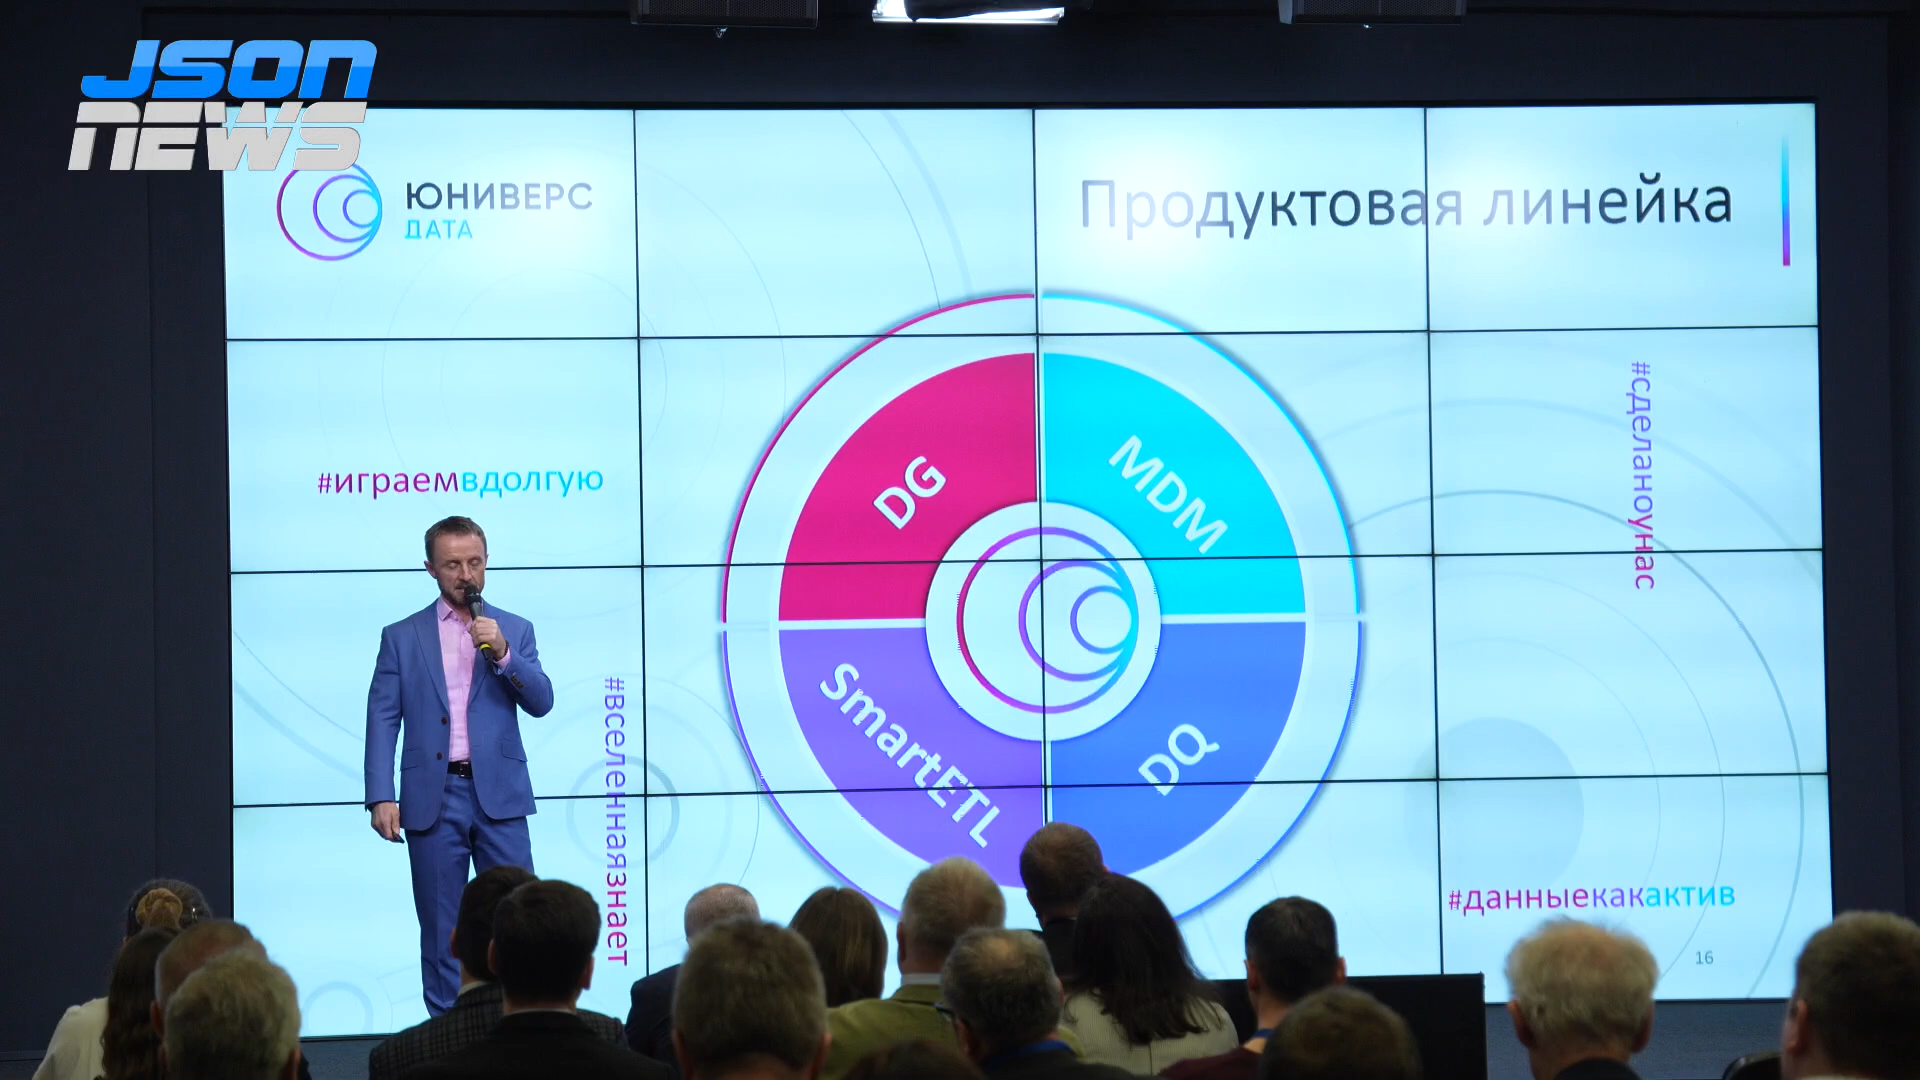 JSON
NEWS
ЮНИВЕРС
ДАТА
Продуктовая линейка
#играемвдолгую
#сделаноунас
DG
MDM
SmartETL
DQ
#вселеннаязнает
#данныекакактив
16